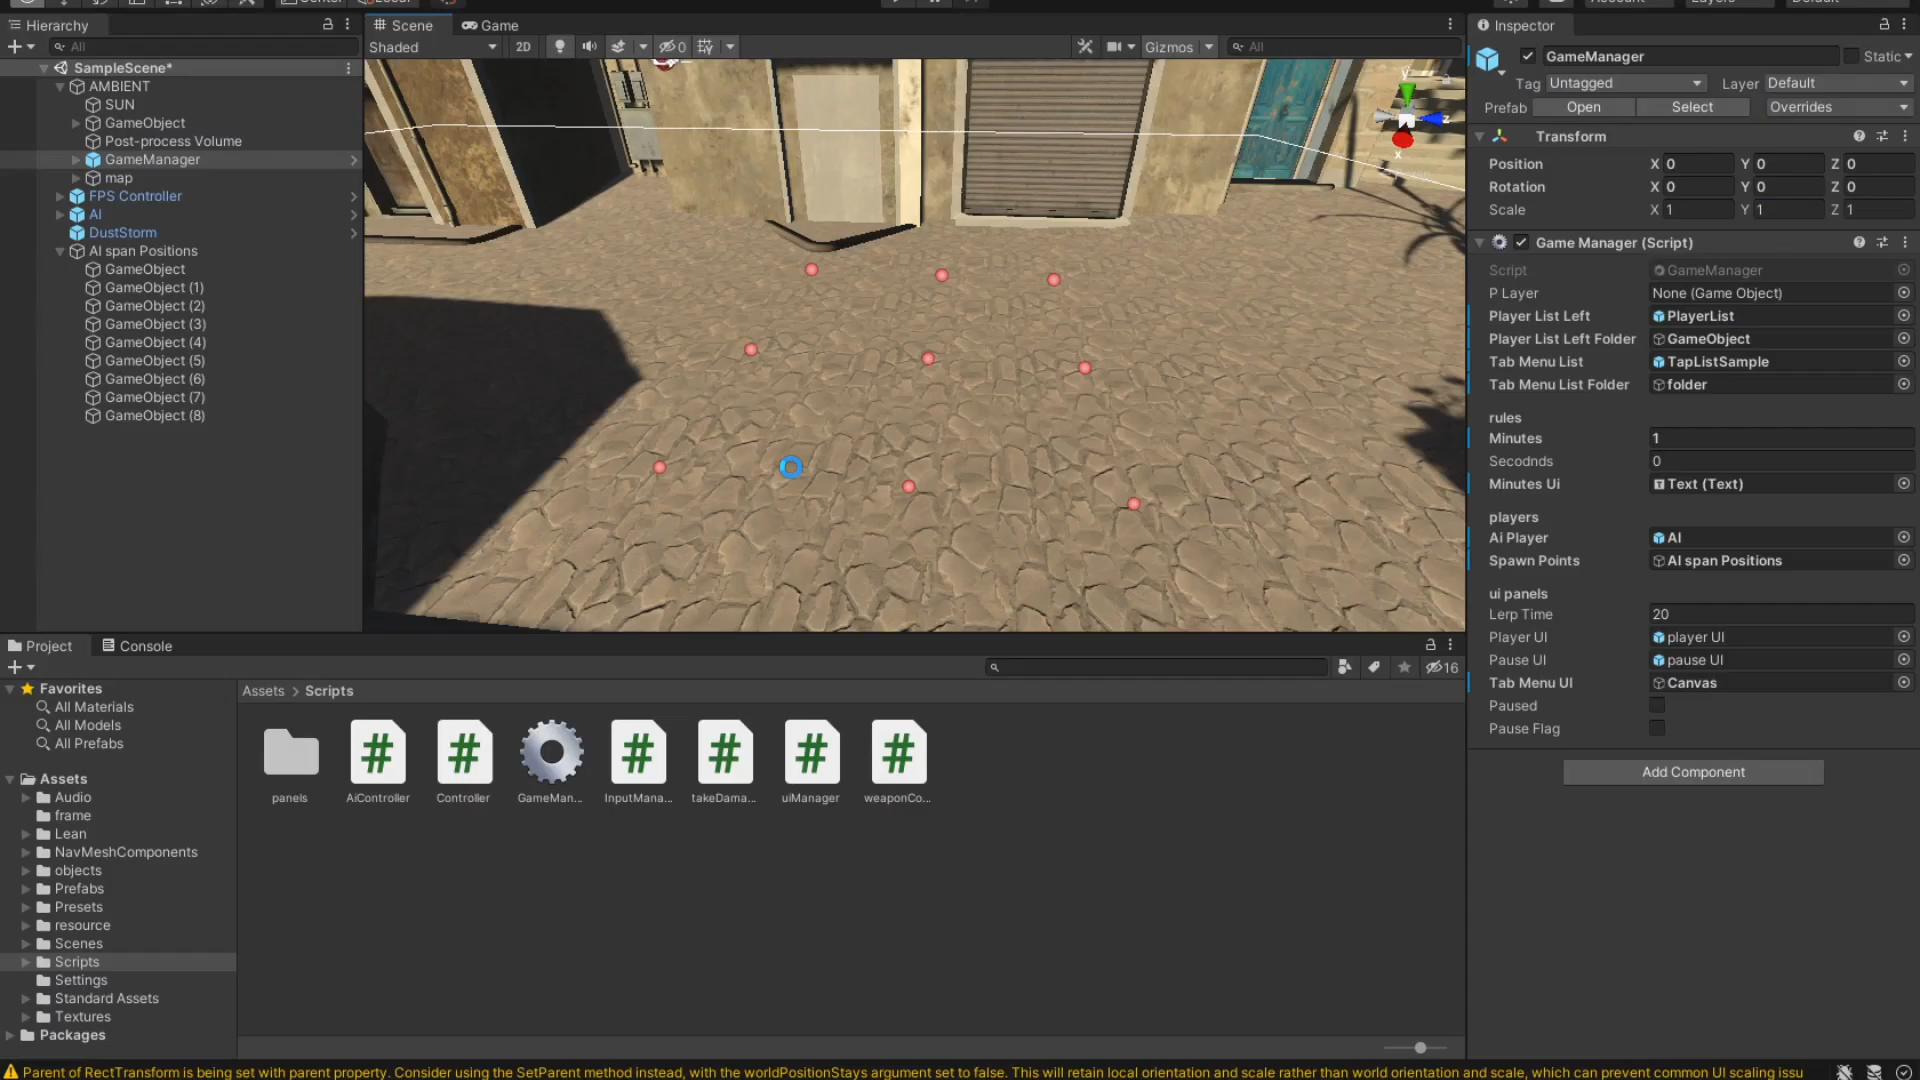 Hierarchy
All
SampleScene*
AMBIENT
SUN
GameObject
Post-process Volume
GameManager
map
FPS Controller
AI
DustStorm
AI span Positions
GameObject
GameObject (1)
GameObject (2)
GameObject (3)
GameObject (4)
GameObject (5)
GameObject (6)
GameObject (7)
GameObject (8)
Scene
Game
Shaded
2D
0
Gizmos
All
y
z
x
Inspector
GameManager
Static
Tag Untagged
Layer Default
Prefab Open Select Overrides
Transform
Position X 0 Y 0 Z 0
Rotation X 0 Y 0 Z 0
Scale X 1 Y 1 Z 1
Game Manager (Script)
Script GameManager
P Layer None (Game Object)
Player List Left PlayerList
Player List Left Folder GameObject
Tab Menu List TapListSample
Tab Menu List Folder folder
rules
Minutes 1
Secodnds 0
Minutes Ui Text (Text)
players
Ai Player AI
Spawn Points AI span Positions
ui panels
Lerp Time 20
Player UI player UI
Pause UI pause UI
Tab Menu UI Canvas
Paused
Pause Flag
Add Component
Project
Console
16
Favorites
All Materials
All Models
All Prefabs
Assets
Audio
frame
Lean
NavMeshComponents
objects
Prefabs
Presets
resource
Scenes
Scripts
Settings
Standard Assets
Textures
Packages
Assets > Scripts
panels
AiController
Controller
GameMan...
InputMana...
takeDama...
uiManager
weaponCo...
Parent of RectTransform is being set with parent property. Consider using the SetParent method instead, with the worldPositionStays argument set to false. This will retain local orientation and scale rather than world orientation and scale, which can prevent common UI scaling issu